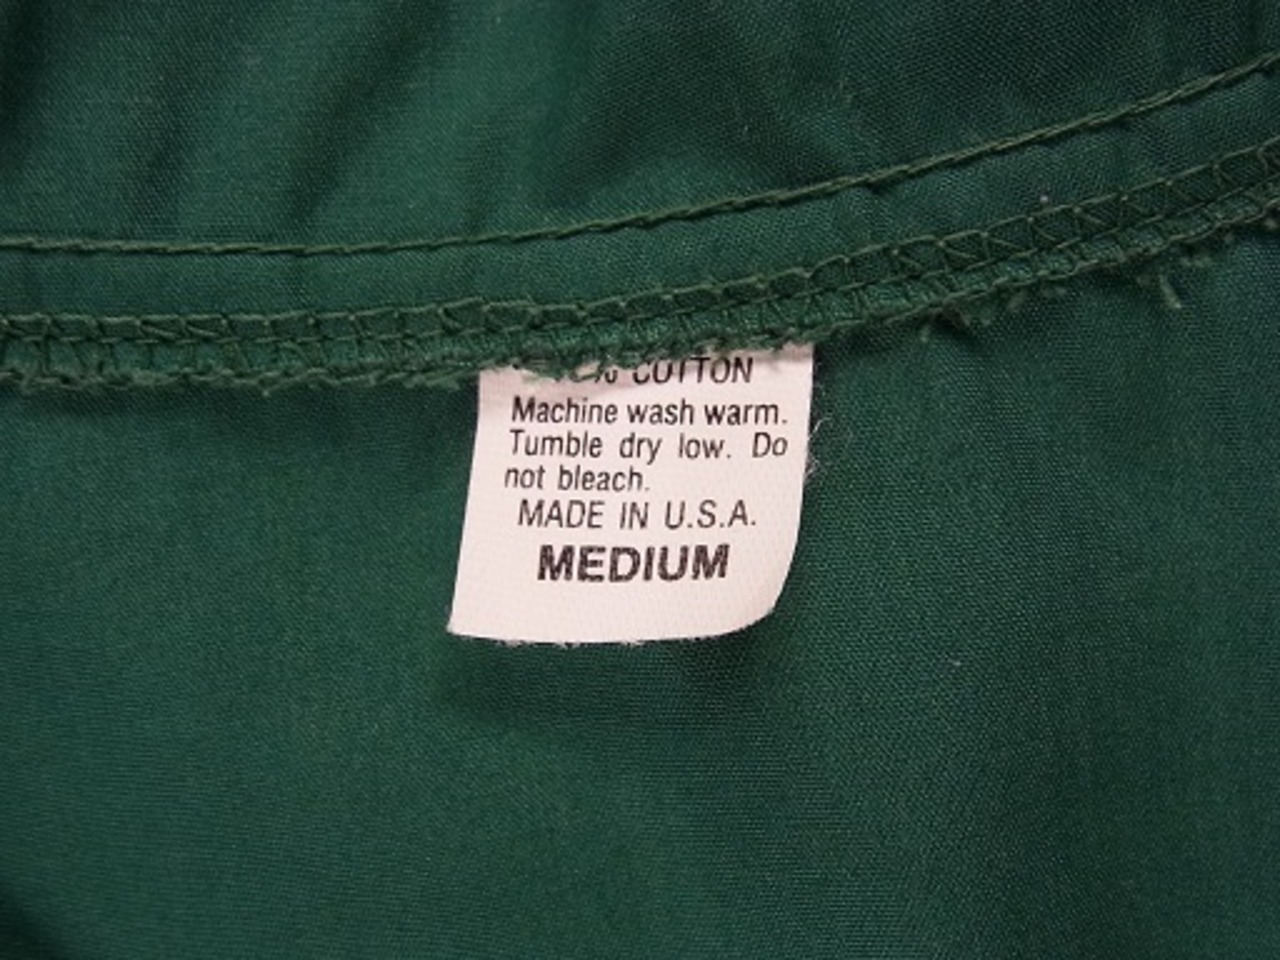 % COTTON
Machine wash warm.
Tumble dry low. Do
not bleach.
MADE IN U.S.A.
MEDIUM